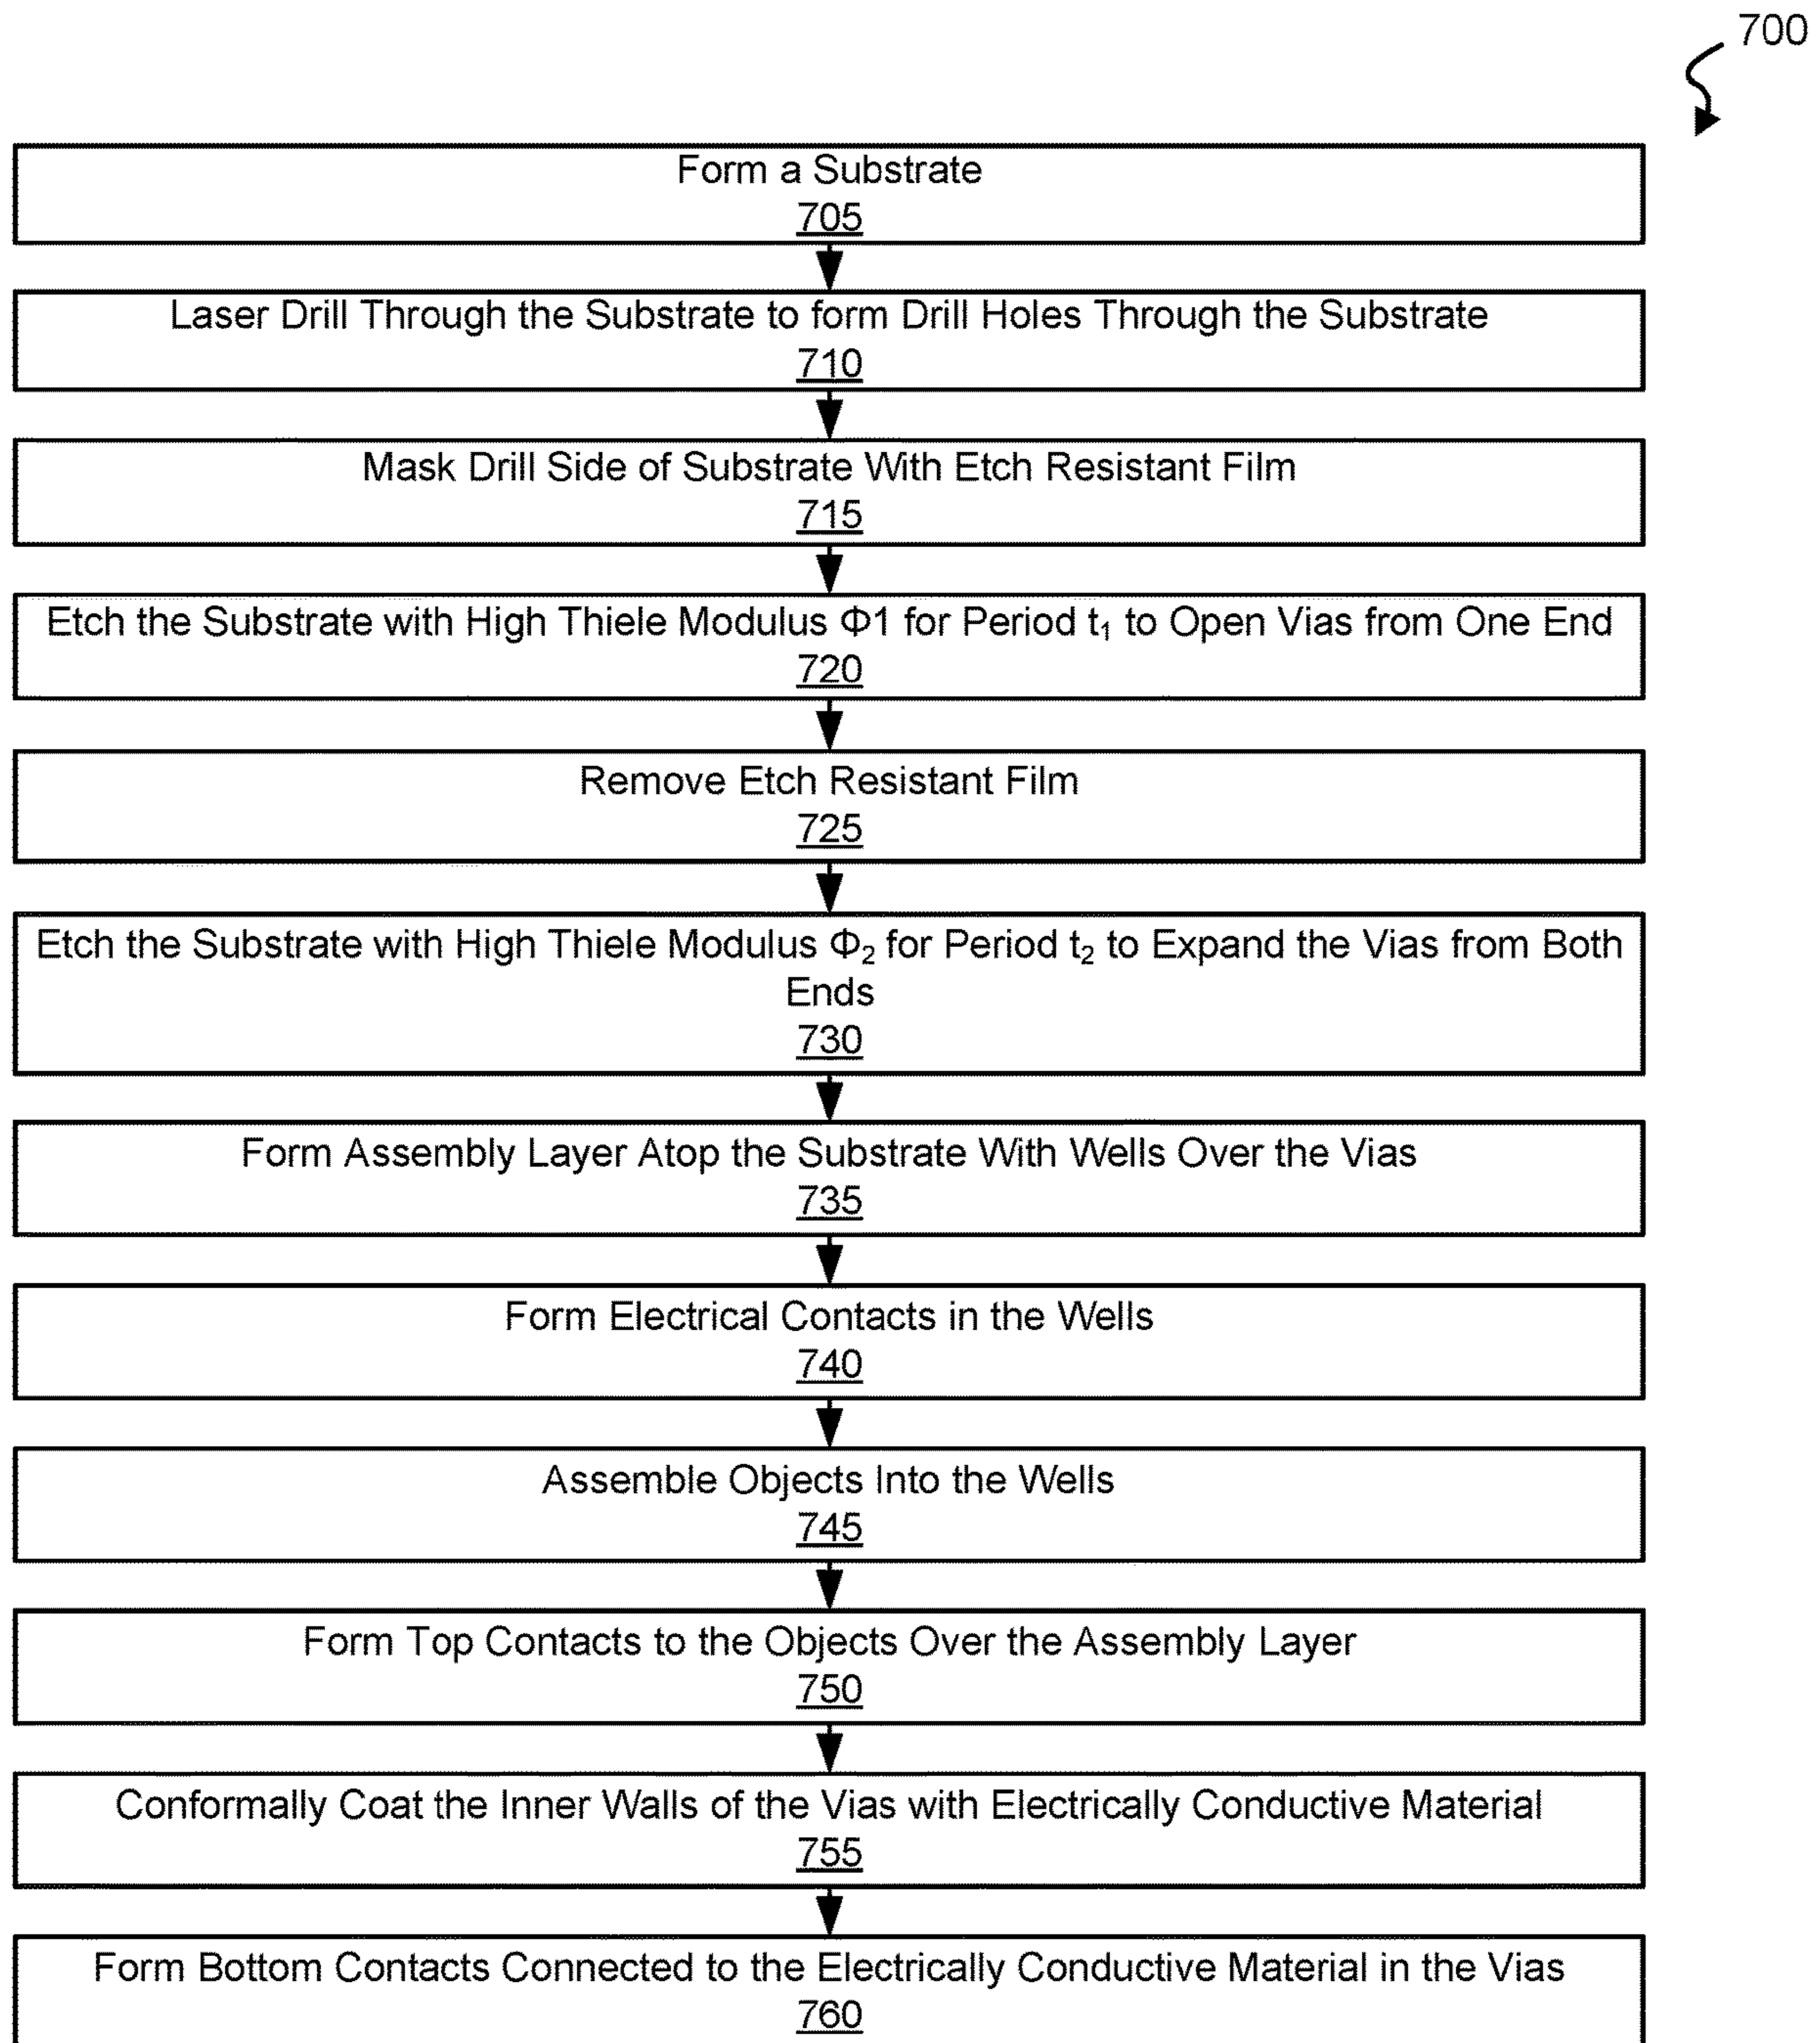 700
Form a Substrate
705
Laser Drill Through the Substrate to form Drill Holes Through the Substrate
710
Mask Drill Side of Substrate With Etch Resistant Film
715
Etch the Substrate with High Thiele Modulus Φ1 for Period t₁ to Open Vias from One End
720
Remove Etch Resistant Film
725
Etch the Substrate with High Thiele Modulus Φ₂ for Period t₂ to Expand the Vias from Both
Ends
730
Form Assembly Layer Atop the Substrate With Wells Over the Vias
735
Form Electrical Contacts in the Wells
740
Assemble Objects Into the Wells
745
Form Top Contacts to the Objects Over the Assembly Layer
750
Conformally Coat the Inner Walls of the Vias with Electrically Conductive Material
755
Form Bottom Contacts Connected to the Electrically Conductive Material in the Vias
760